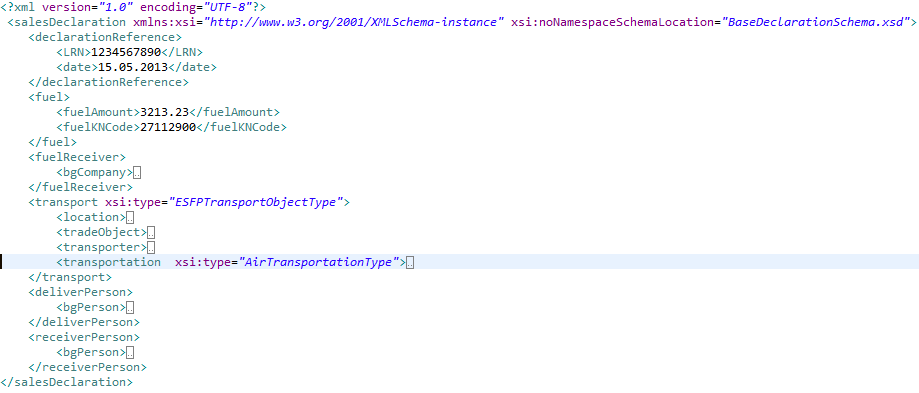 <?xml version="1.0" encoding="UTF-8"?>
<salesDeclaration xmlns:xsi="http://www.w3.org/2001/XMLSchema-instance" xsi:noNamespaceSchemaLocation="BaseDeclarationSchema.xsd">
<declarationReference>
<LRN>1234567890</LRN>
<date>15.05.2013</date>
</declarationReference>
<fuel>
<fuelAmount>3213.23</fuelAmount>
<fuelKNCode>27112900</fuelKNCode>
</fuel>
<fuelReceiver>
<bgCompany>..
</fuelReceiver>
<transport xsi:type="ESFPTransportObjectType">
<location>..
<tradeObject>..
<transporter>..
<transportation  xsi:type="AirTransportationType">..
</transport>
<deliverPerson>
<bgPerson>..
</deliverPerson>
<receiverPerson>
<bgPerson>..
</receiverPerson>
</salesDeclaration>